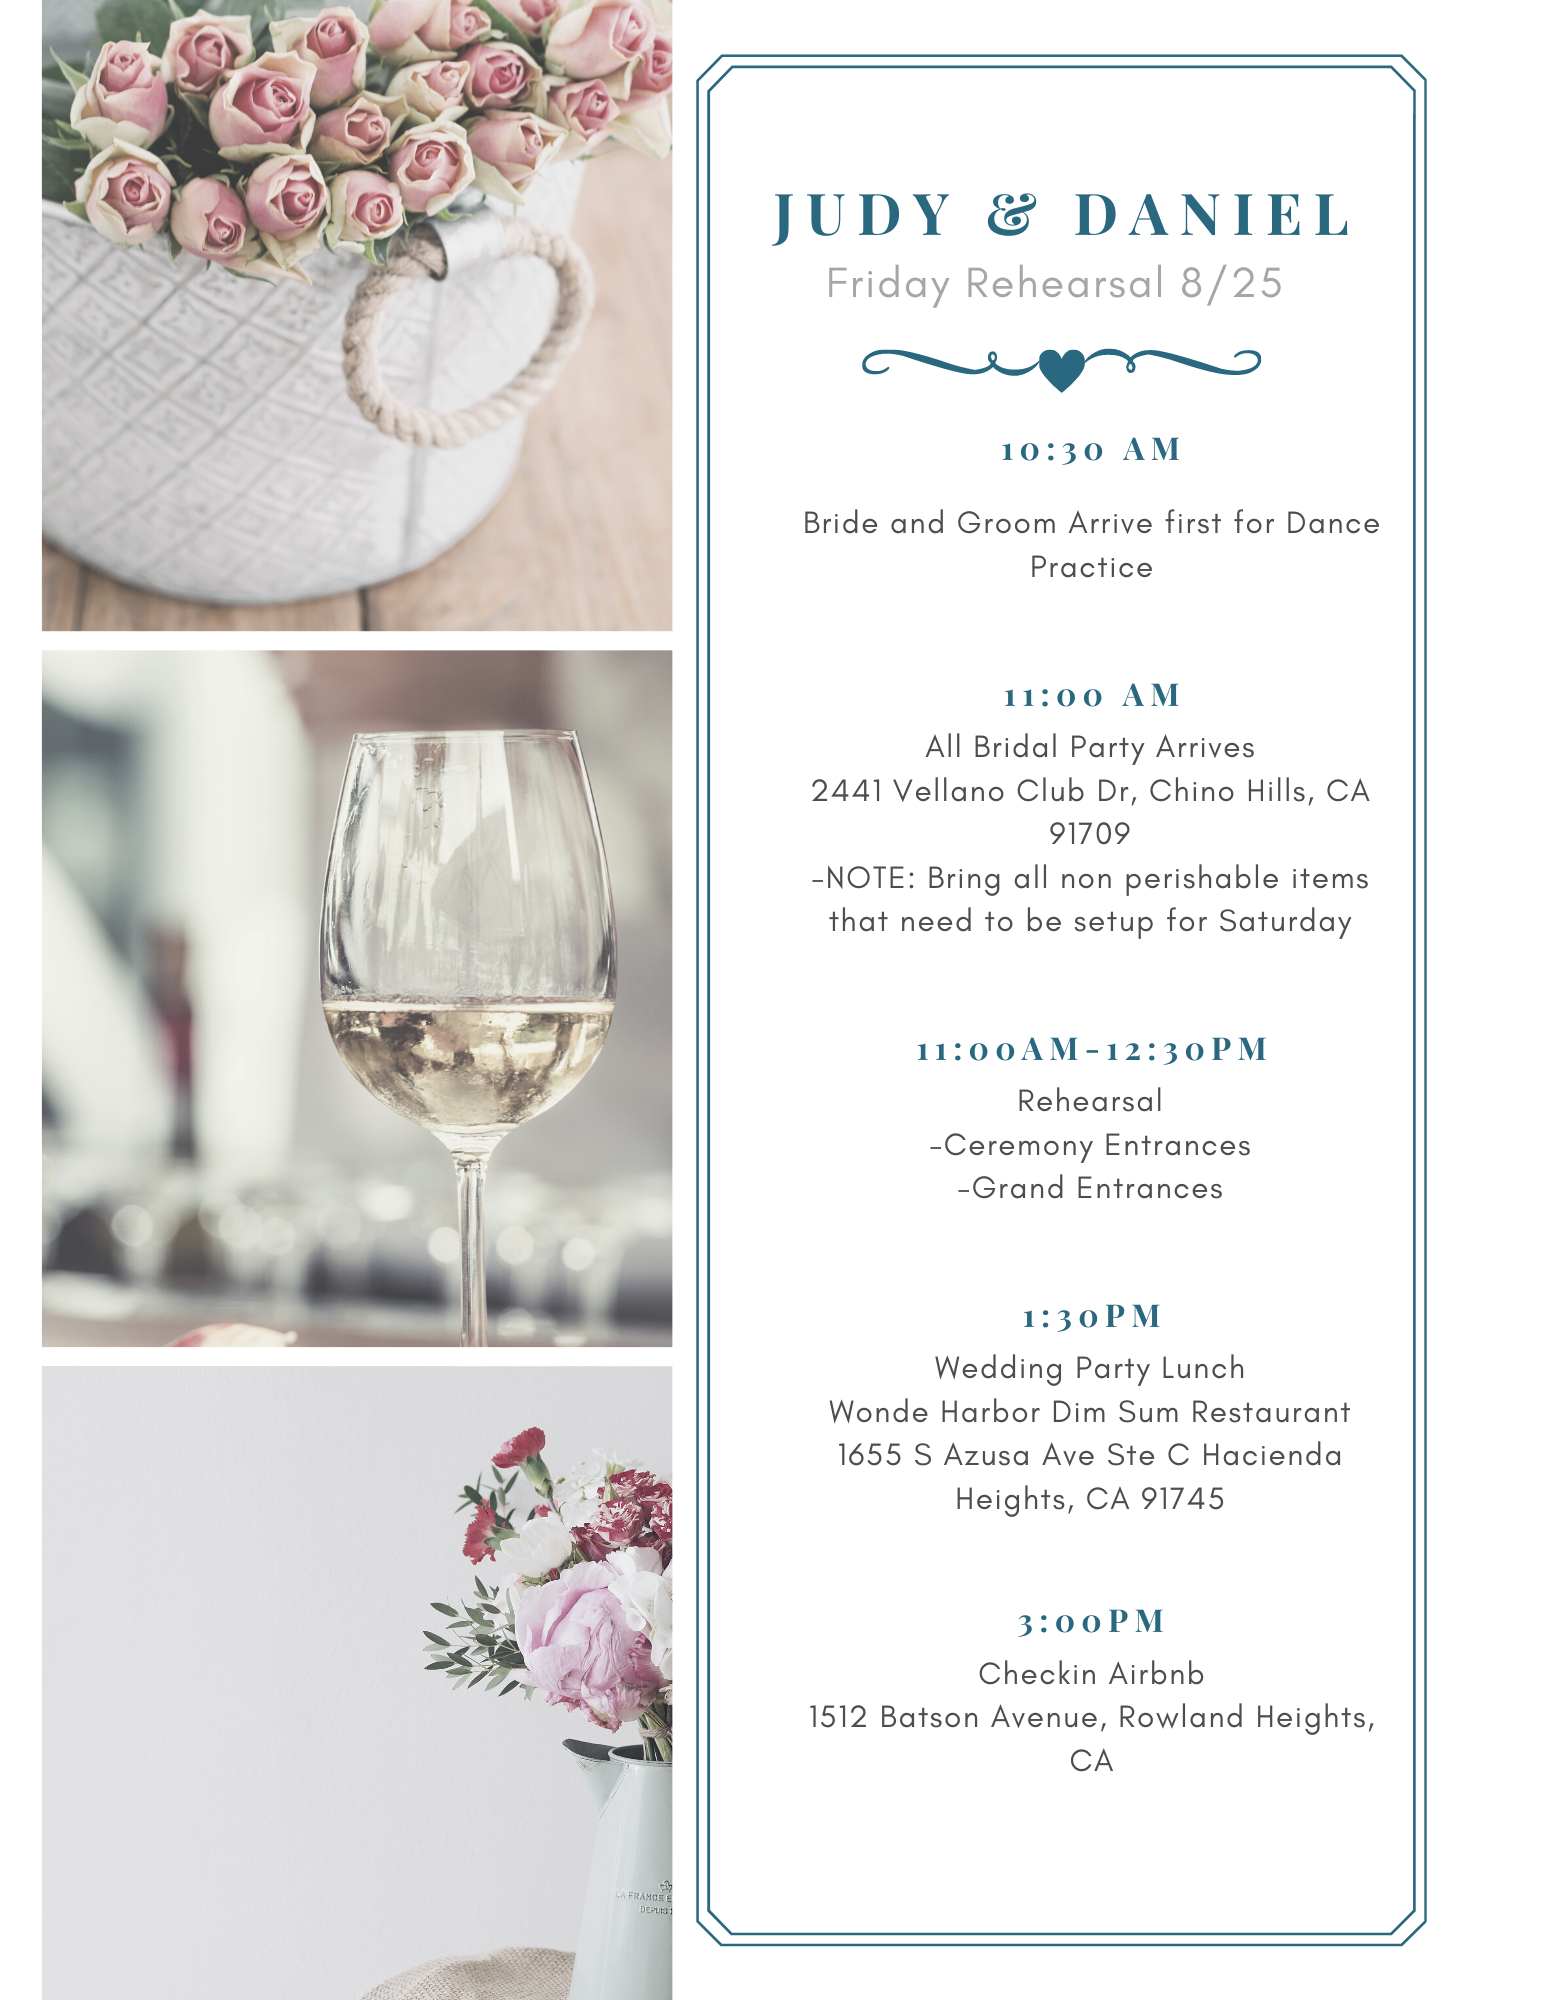 JUDY & DANIEL
Friday Rehearsal 8/25
10:30 AM
Bride and Groom Arrive first for Dance
Practice
11:00 AM
All Bridal Party Arrives
2441 Vellano Club Dr, Chino Hills, CA
91709
-NOTE: Bring all non perishable items
that need to be setup for Saturday
11:00AM-12:30PM
Rehearsal
-Ceremony Entrances
-Grand Entrances
1:30PM
Wedding Party Lunch
Wonde Harbor Dim Sum Restaurant
1655 S Azusa Ave Ste C Hacienda
Heights, CA 91745
3:00PM
Checkin Airbnb
1512 Batson Avenue, Rowland Heights,
CA
FRANCE
DEPUIS